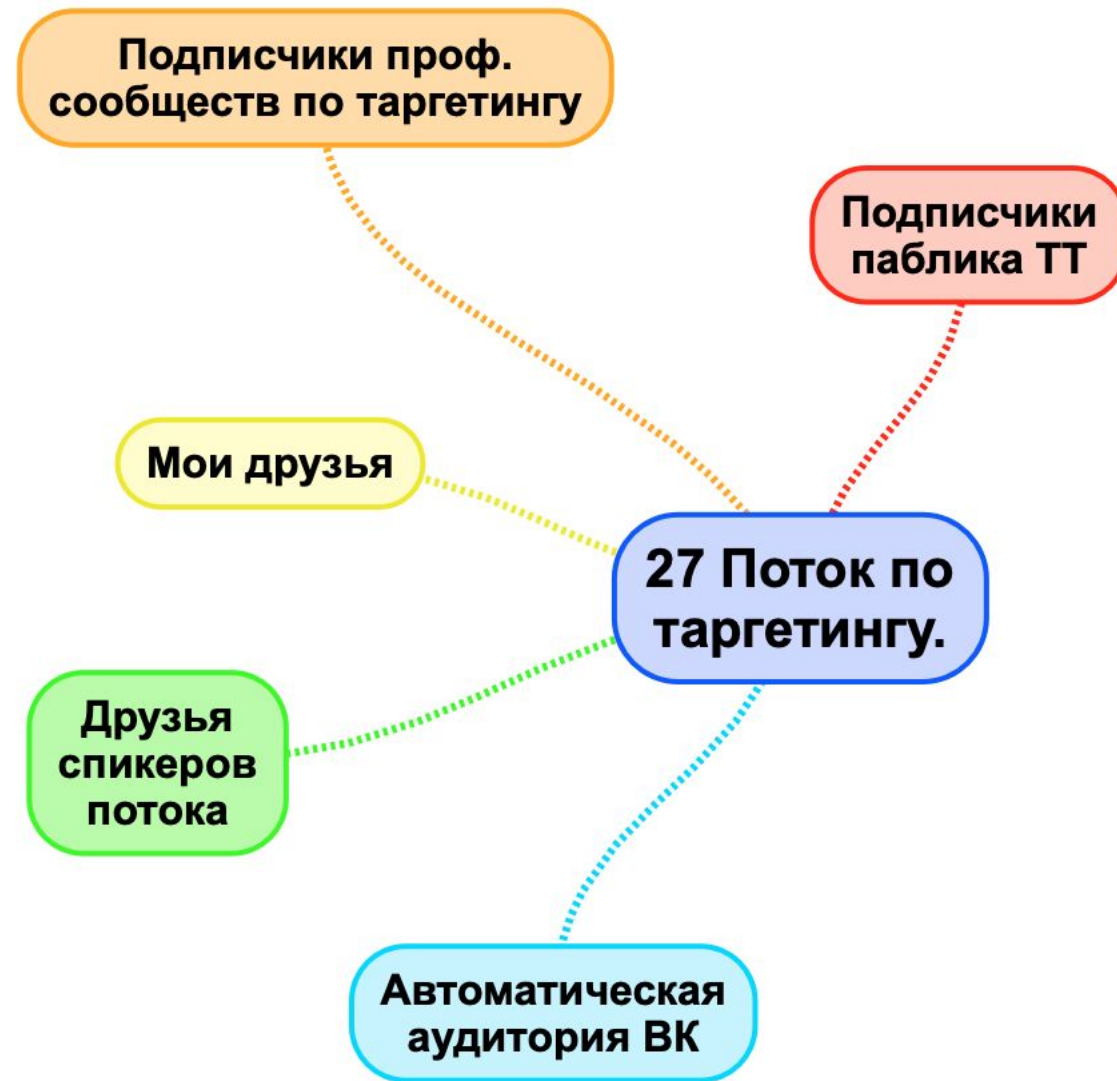 Подписчики проф.
сообществ по таргетингу
Подписчики
паблика ТТ
Мои друзья
27 Поток по
таргетингу.
Друзья
спикеров
потока
Автоматическая
аудитория ВК